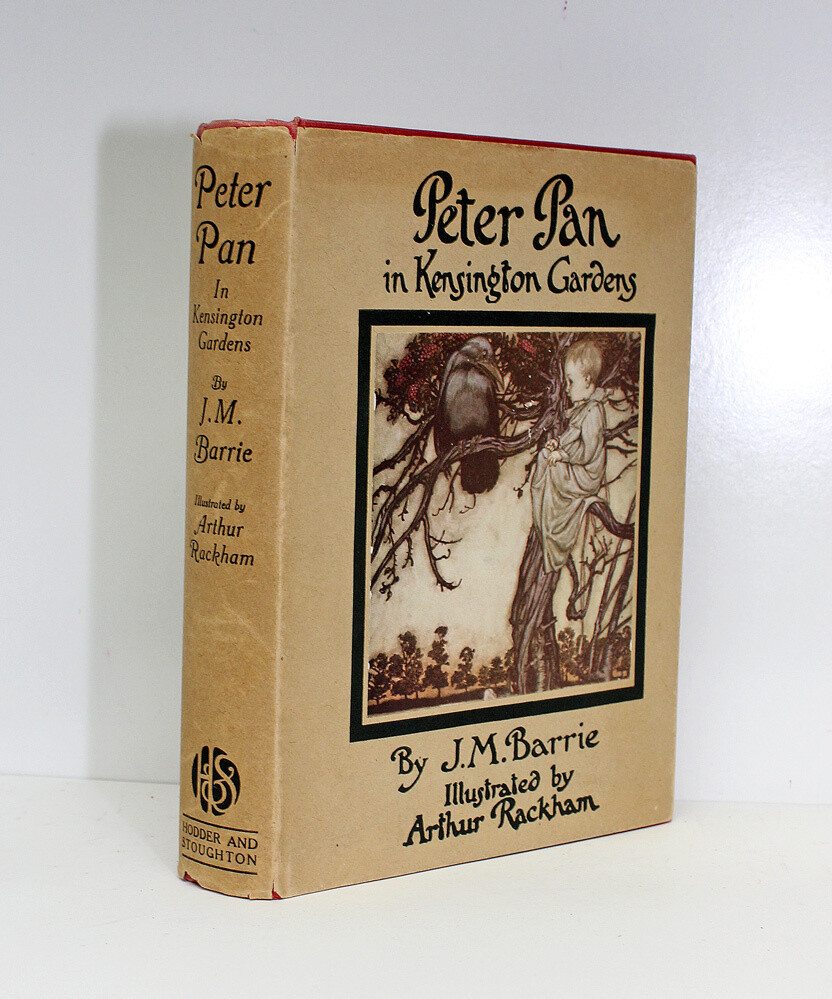 Peter
Pan
In
Kensington
Gardens
By
J.M.
Barrie
Illustrated by
Arthur
Rackham
H&S
HODDER AND
STOUGHTON
Peter Pan
in Kensington Gardens
By J.M. Barrie
Illustrated by
Arthur Rackham